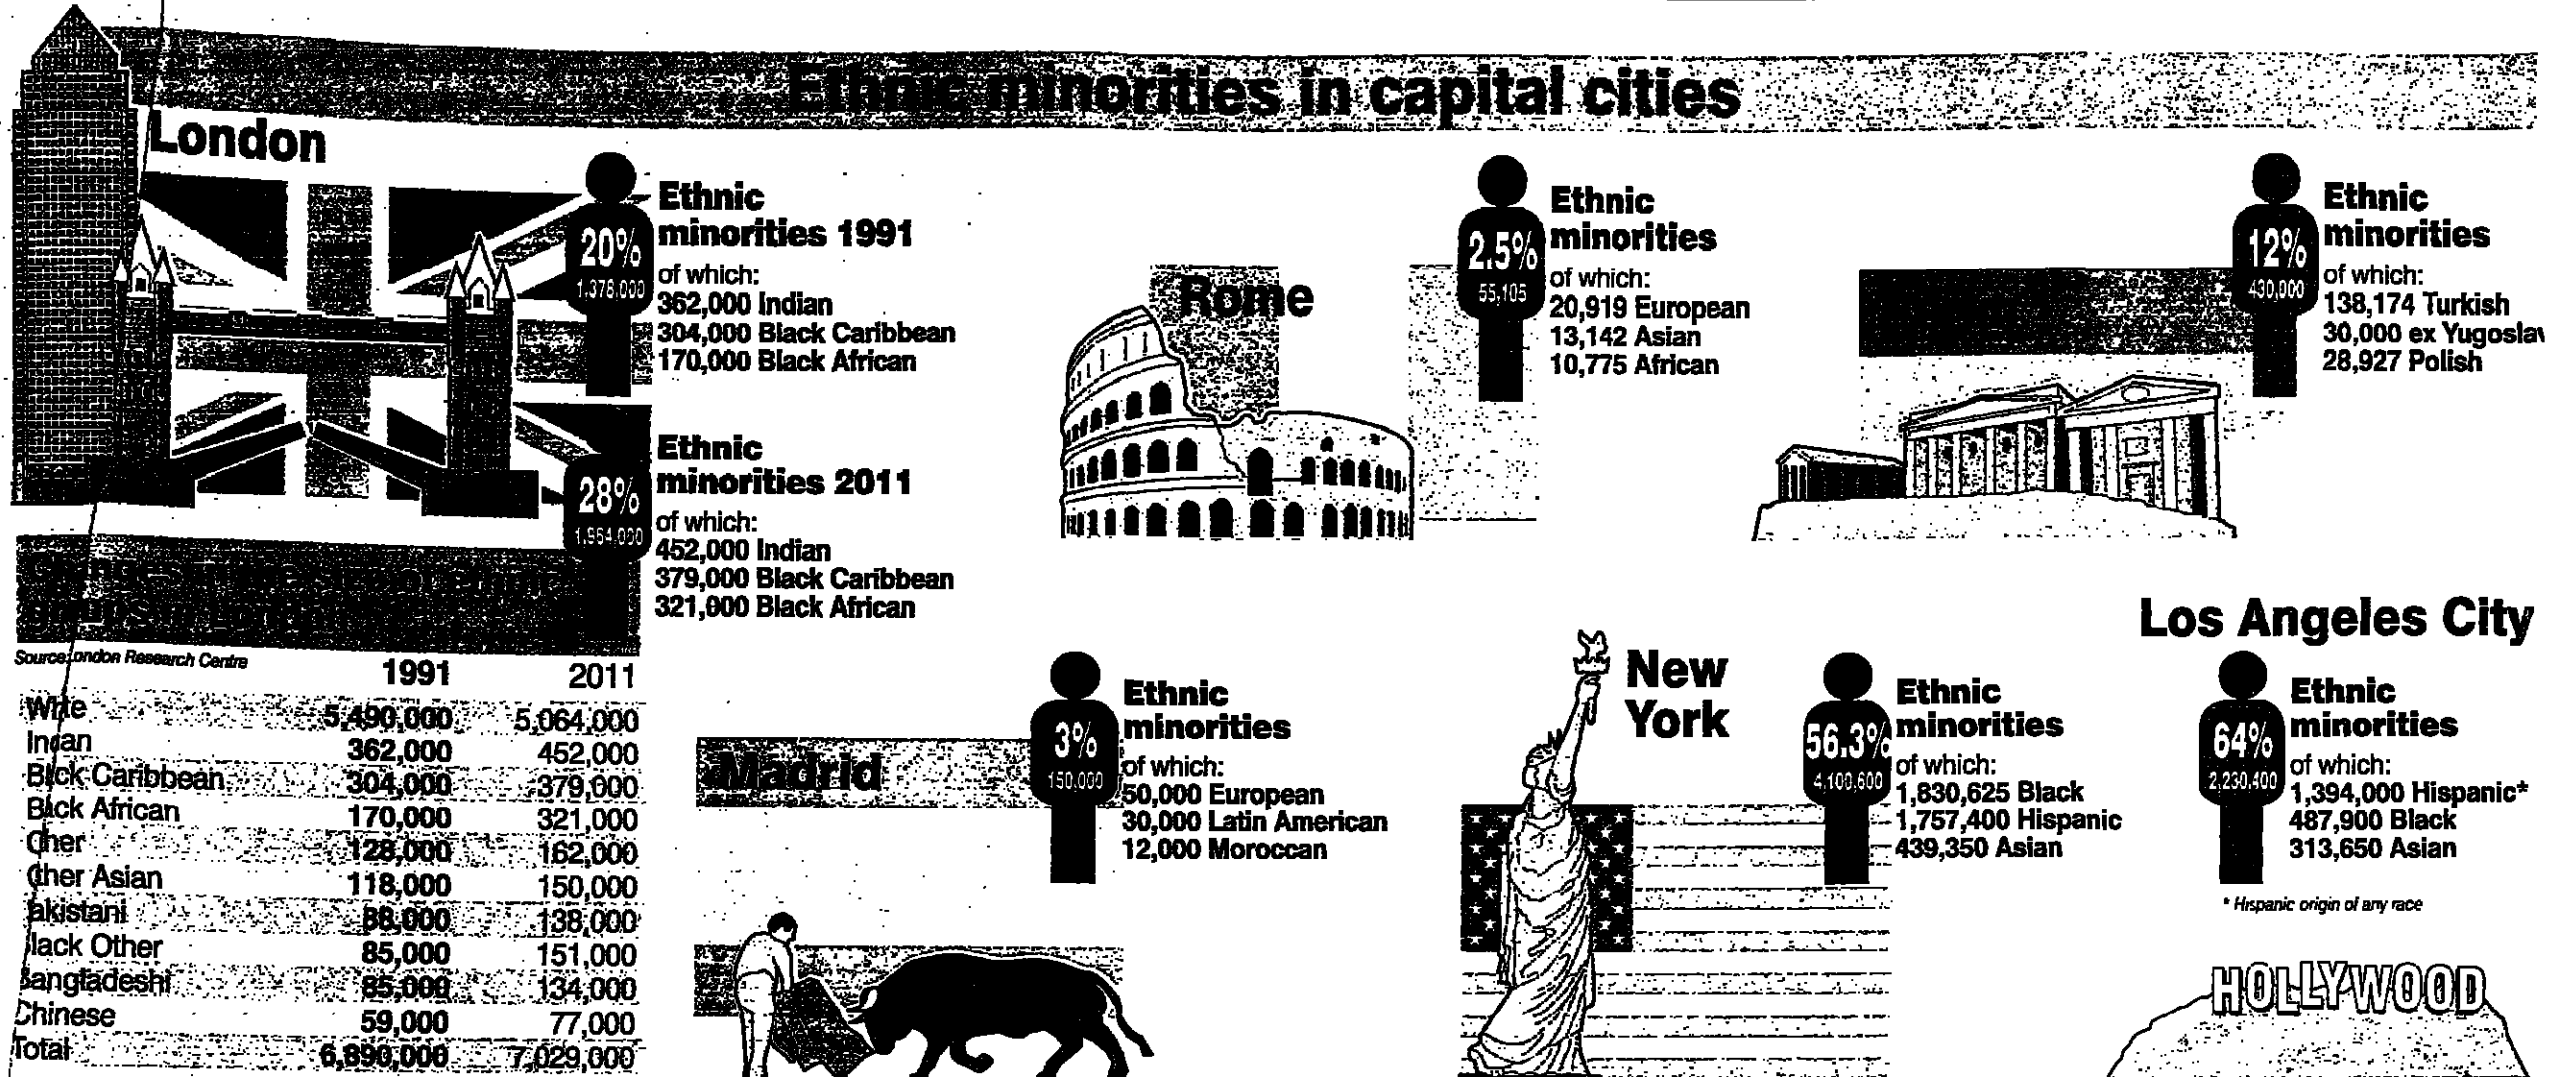 Ethnic minorities in capital cities
London
20%
1,376,000
Ethnic
minorities 1991
of which:
362,000 Indian
304,000 Black Caribbean
170,000 Black African
28%
Ethnic
minorities 2011
of which:
452,000 Indian
379,000 Black Caribbean
321,000 Black African
Source: London Research Centre
1991 2011
White 5,490,000 5,064,000
Indian 362,000 452,000
Black Caribbean 304,000 379,000
Black African 170,000 321,000
Other 128,000 162,000
Other Asian 118,000 150,000
Pakistani 88,000 138,000
Black Other 85,000 151,000
Bangladeshi 85,000 134,000
Chinese 59,000 77,000
Total 6,890,000 7,029,000
Rome
2.5%
55,105
Ethnic
minorities
of which:
20,919 European
13,142 Asian
10,775 African
12%
430,000
Ethnic
minorities
of which:
138,174 Turkish
30,000 ex Yugoslav
28,927 Polish
Madrid
3%
150,000
Ethnic
minorities
of which:
50,000 European
30,000 Latin American
12,000 Moroccan
New
York
56.3%
4,100,600
Ethnic
minorities
of which:
1,830,625 Black
1,757,400 Hispanic
439,350 Asian
Los Angeles City
64%
2,230,400
Ethnic
minorities
of which:
1,394,000 Hispanic*
487,900 Black
313,650 Asian
* Hispanic origin of any race
HOLLYWOOD